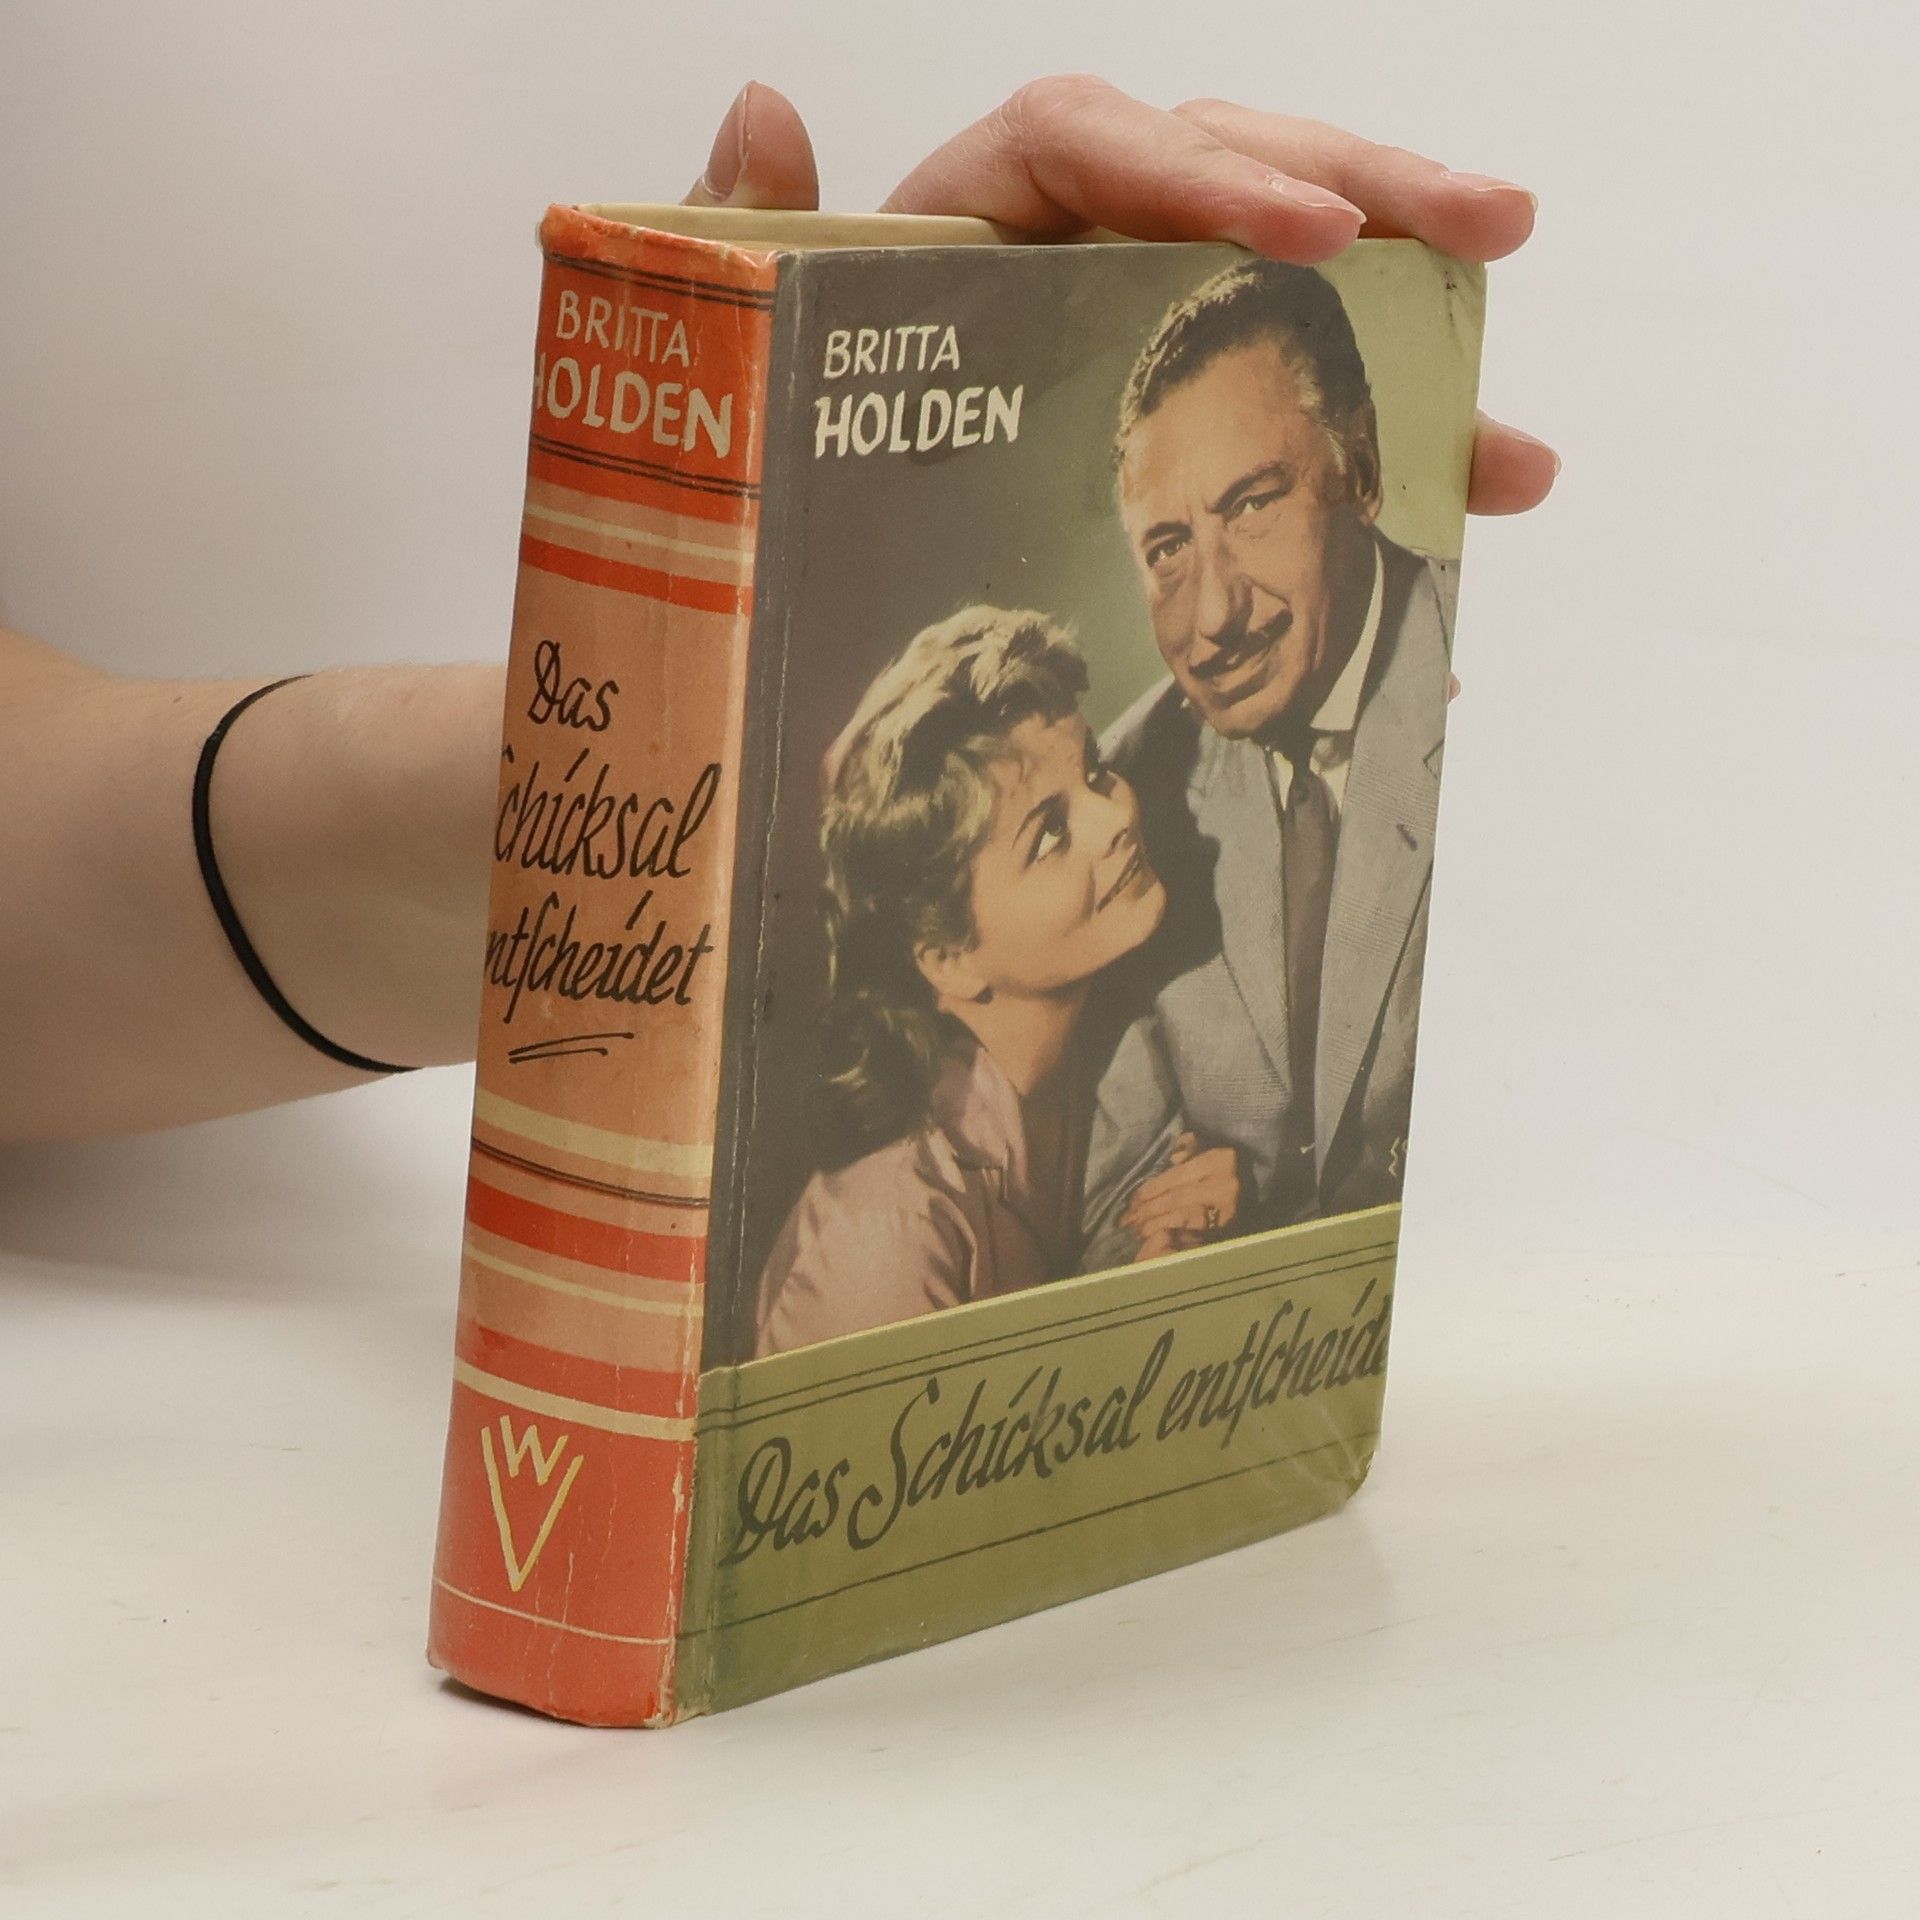 BRITTA
HOLDEN
Das
Schicksal
entscheidet
WV
BRITTA
HOLDEN
Das Schicksal entscheidet